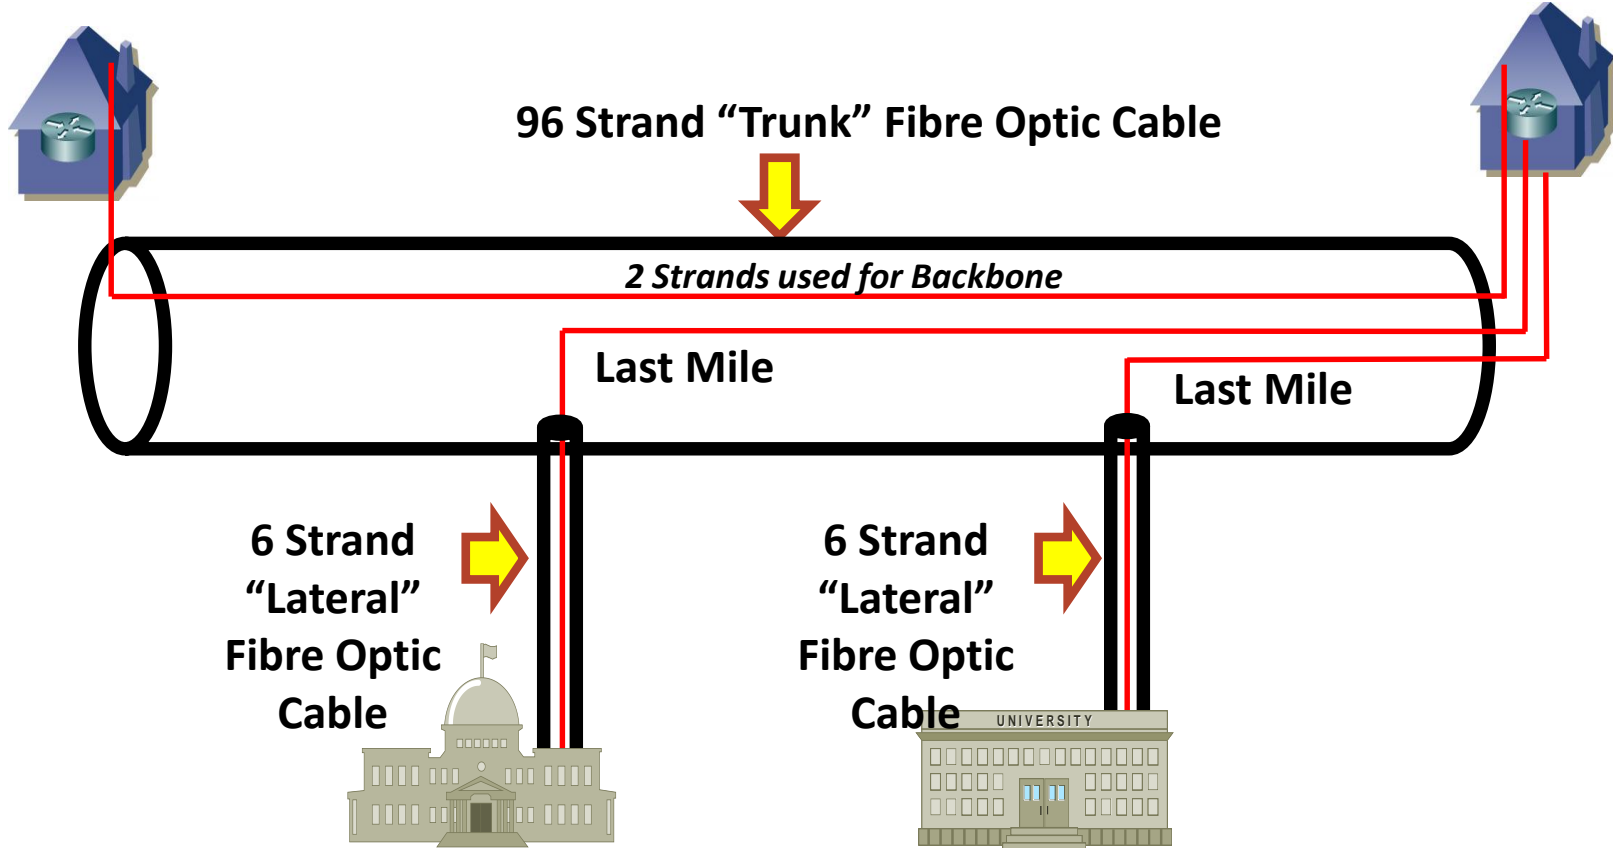 96 Strand “Trunk” Fibre Optic Cable
2 Strands used for Backbone
Last Mile
Last Mile
6 Strand
“Lateral”
Fibre Optic
Cable
6 Strand
“Lateral”
Fibre Optic
Cable
UNIVERSITY